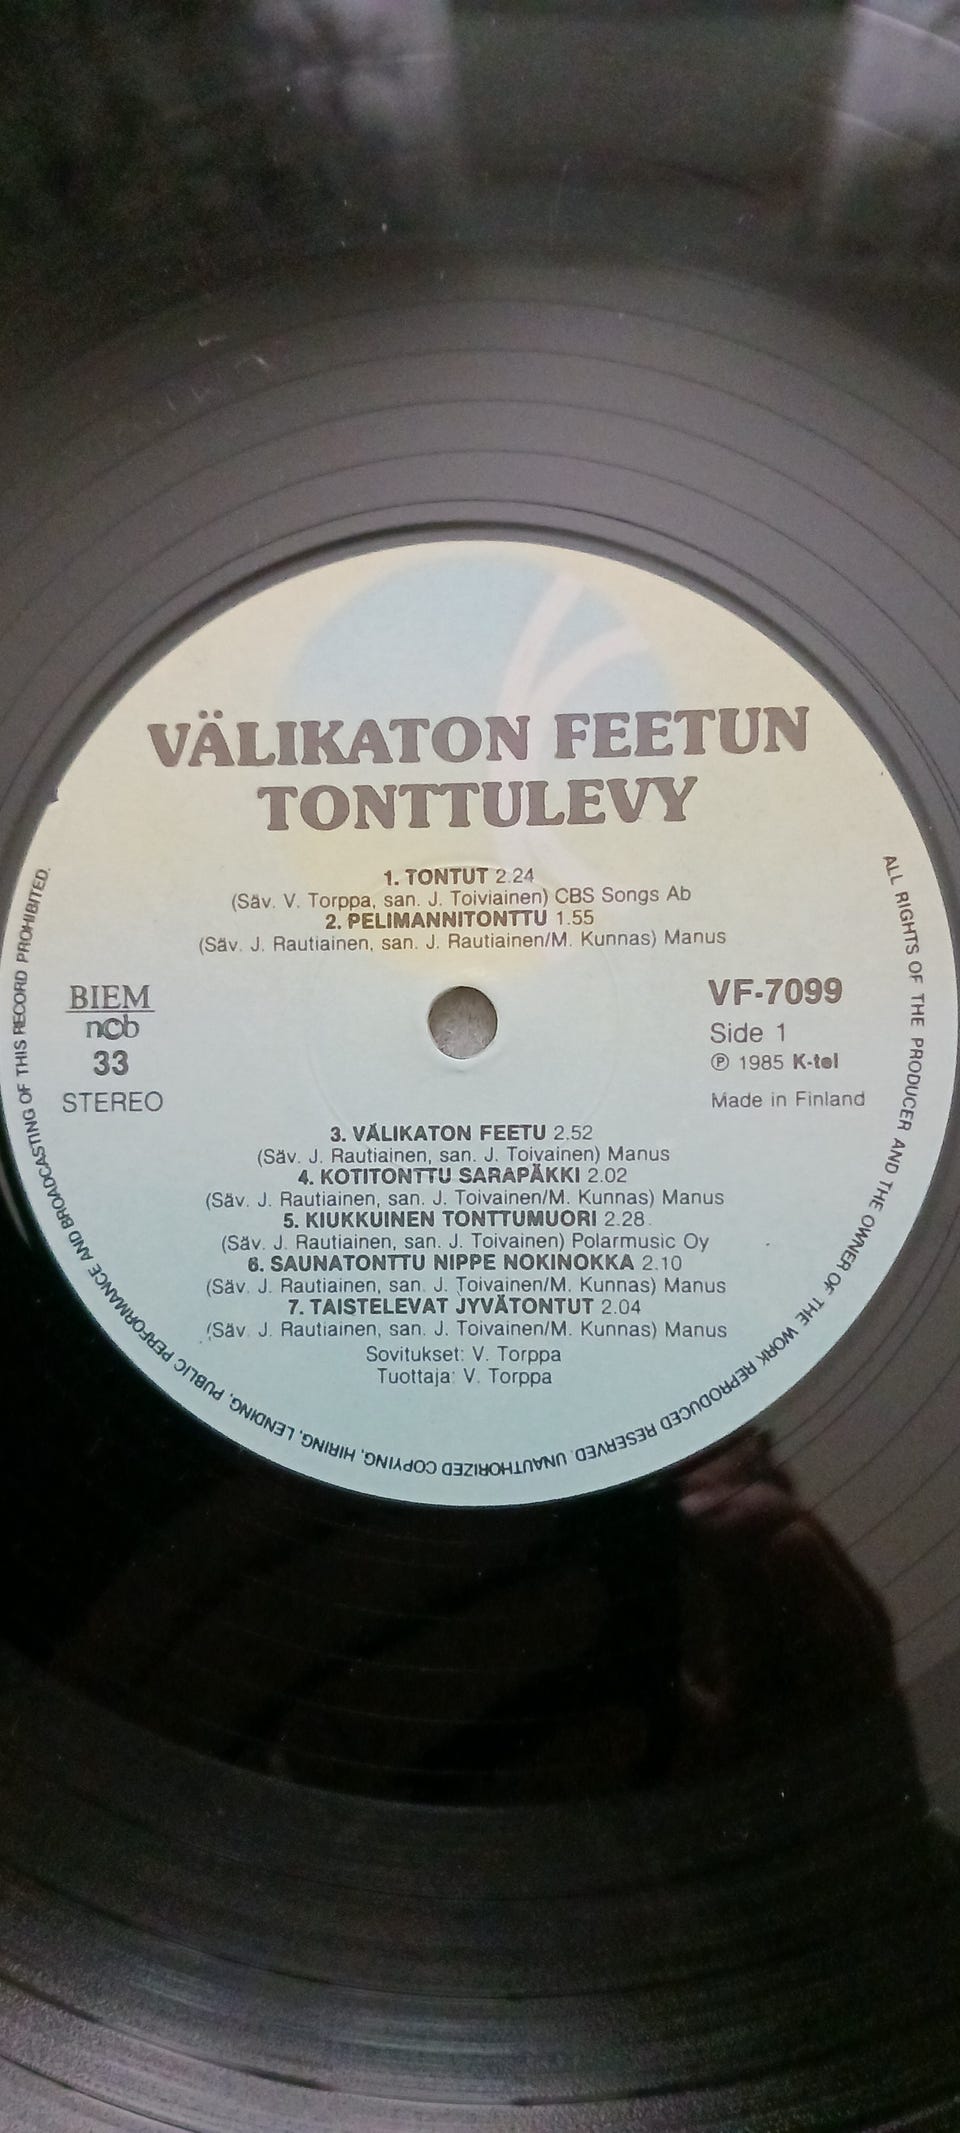 VÄLIKATON FEETUN
TONTTULEVY
1. TONTUT 2.24
(Säv. V. Torppa, san. J. Toiviainen) CBS Songs Ab
2. PELIMANNITONTTU 1.55
(Säv. J. Rautiainen, san. J. Rautiainen/M. Kunnas) Manus
BIEM
ncb
33
STEREO
VF-7099
Side 1
℗ 1985 K-tel
Made in Finland
3. VÄLIKATON FEETU 2.52
(Säv. J. Rautiainen, san. J. Toivainen) Manus
4. KOTITONTTU SARAPÄKKI 2.02
(Säv. J. Rautiainen, san. J. Toivainen/M. Kunnas) Manus
5. KIUKKUINEN TONTTUMUORI 2.28
(Säv. J. Rautiainen, san. J. Toivainen) Polarmusic Oy
6. SAUNATONTTU NIPPE NOKINOKKA 2.10
(Säv. J. Rautiainen, san. J. Toivainen/M. Kunnas) Manus
7. TAISTELEVAT JYVÄTONTUT 2.04
(Säv. J. Rautiainen, san. J. Toivainen/M. Kunnas) Manus
Sovitukset: V. Torppa
Tuottaja: V. Torppa
ALL RIGHTS OF THE PRODUCER AND THE OWNER OF THE WORK REPRODUCED RESERVED. UNAUTHORIZED COPYING, HIRING, LENDING, PUBLIC PERFORMANCE AND BROADCASTING OF THIS RECORD PROHIBITED.